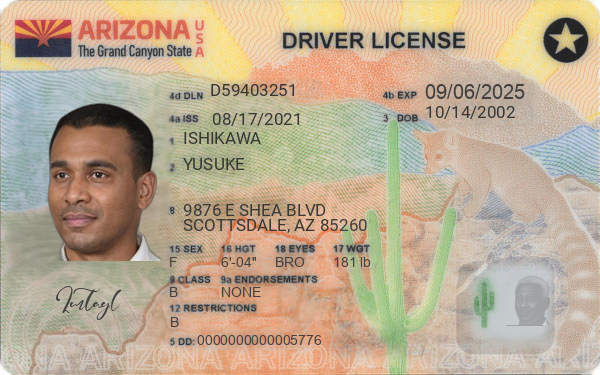 ARIZONA USA
The Grand Canyon State
DRIVER LICENSE
4d DLN D59403251
4b EXP 09/06/2025
4a ISS 08/17/2021
3 DOB 10/14/2002
1 ISHIKAWA
2 YUSUKE
8 9876 E SHEA BLVD
SCOTTSDALE, AZ 85260
15 SEX 16 HGT 18 EYES 17 WGT
F 6'-04" BRO 181 lb
9 CLASS 9a ENDORSEMENTS
B NONE
12 RESTRICTIONS
B
5 DD: 0000000000005776
ARIZONA ARIZONA ARIZONA ARIZONA